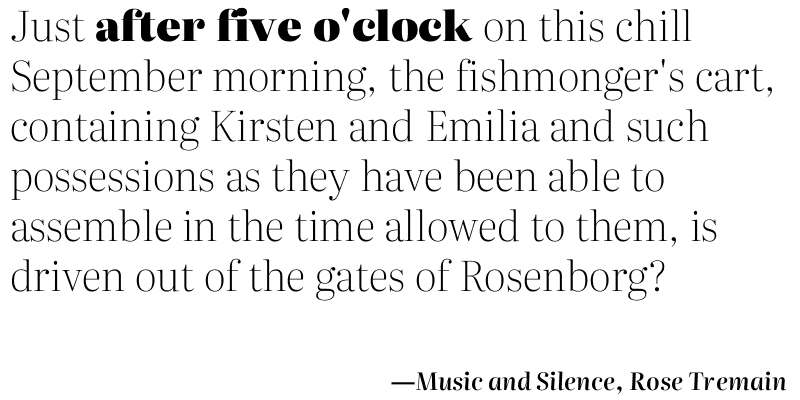 Just after five o'clock on this chill
September morning, the fishmonger's cart,
containing Kirsten and Emilia and such
possessions as they have been able to
assemble in the time allowed to them, is
driven out of the gates of Rosenborg?
—Music and Silence, Rose Tremain